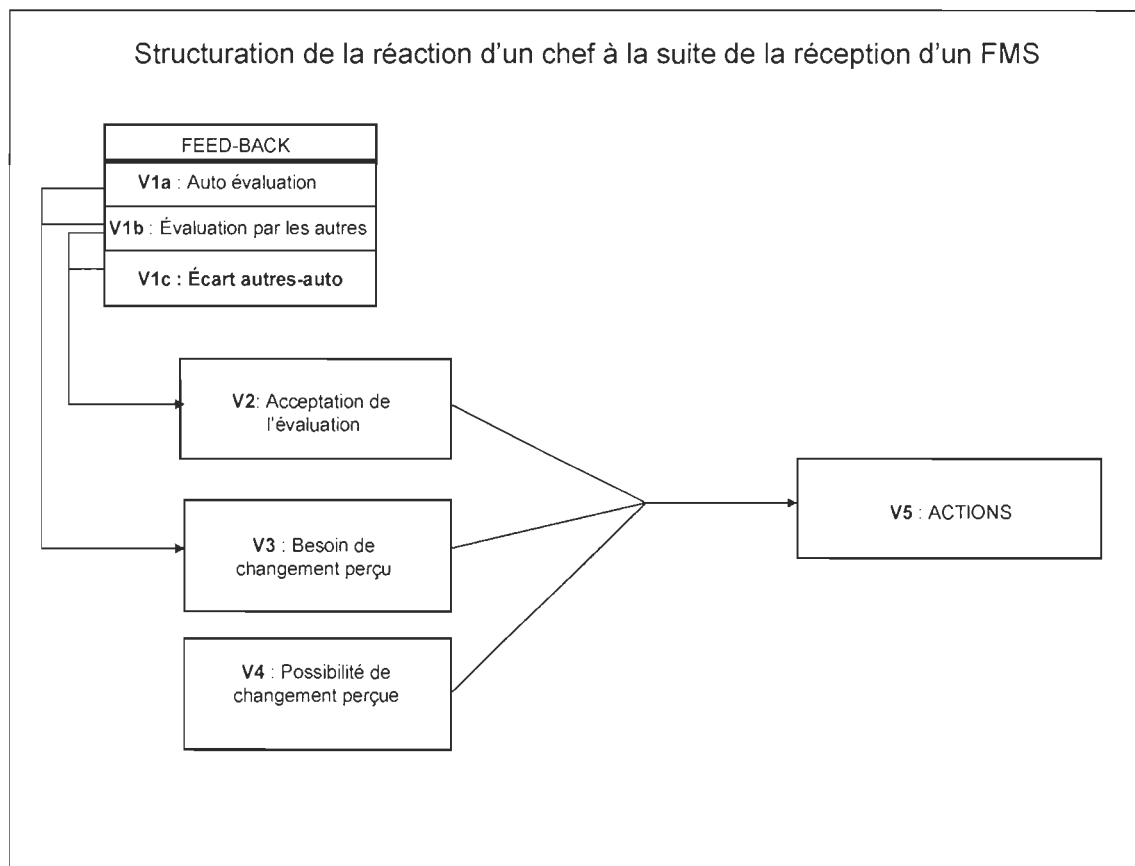 Structuration de la réaction d'un chef à la suite de la réception d'un FMS
FEED-BACK
V1a : Auto évaluation
V1b : Évaluation par les autres
V1c : Écart autres-auto
V2: Acceptation de
l'évaluation
V3 : Besoin de
changement perçu
V4 : Possibilité de
changement perçue
V5 : ACTIONS